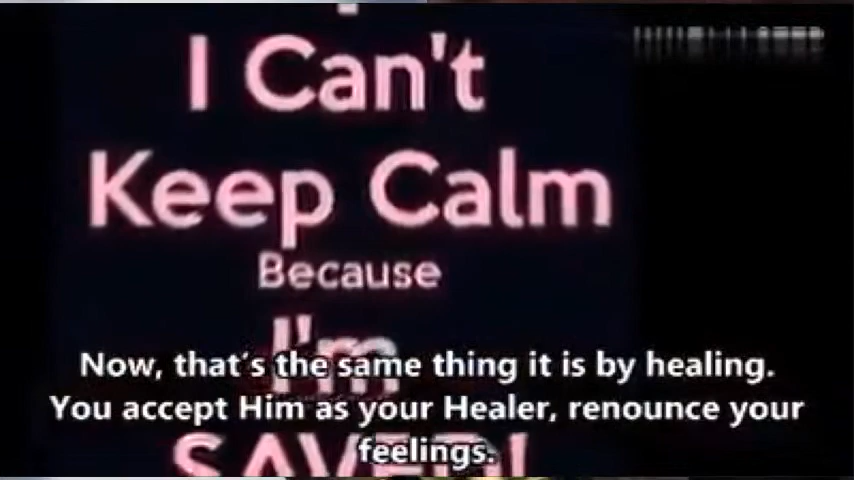 I Can't
Keep Calm
Because
I'm
SAVED!
Now, that's the same thing it is by healing.
You accept Him as your Healer, renounce your
feelings.